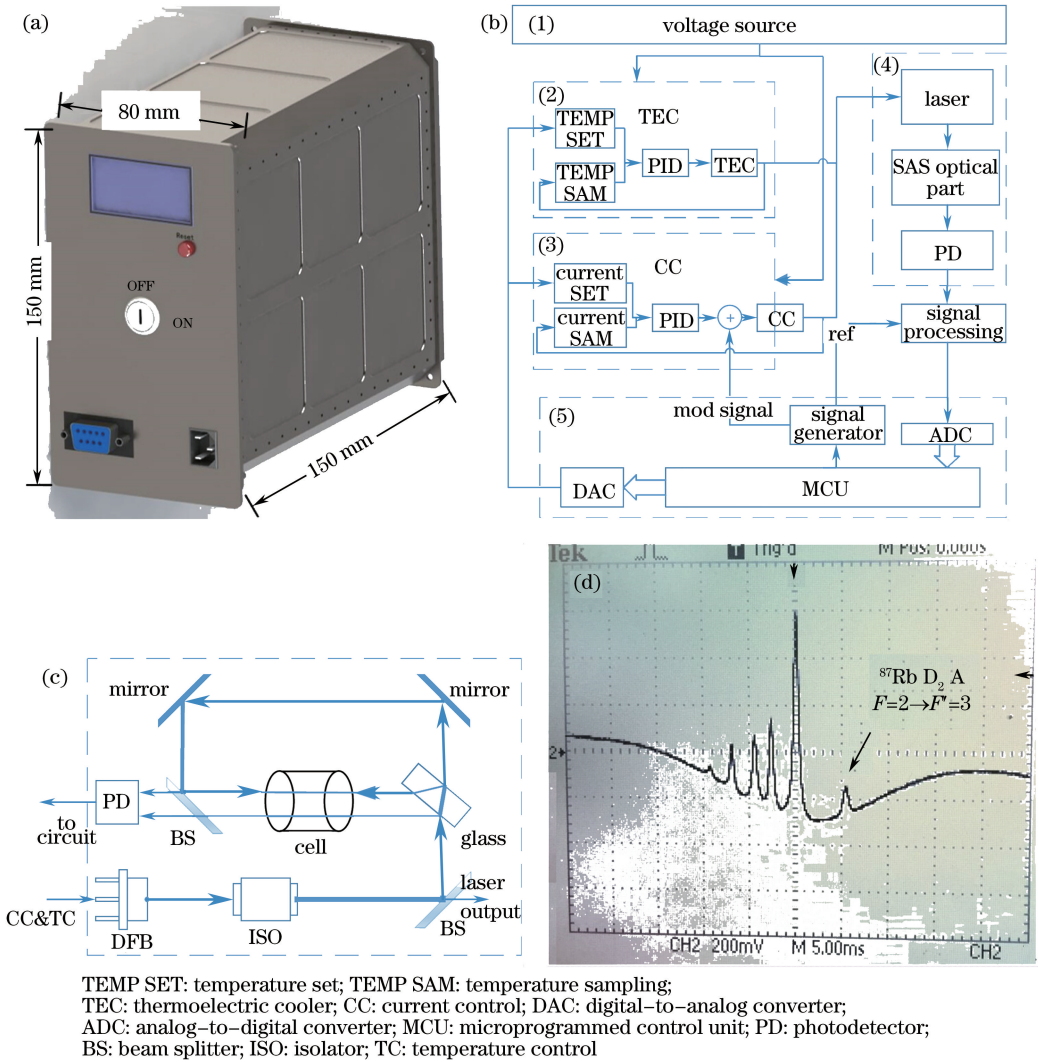 (a)
80 mm
150 mm
Reset
OFF
ON
150 mm
(b)
(1)
voltage source
(2)
TEC
TEMP
SET
TEMP
SAM
PID
TEC
(3)
CC
current
SET
current
SAM
PID
+
CC
(4)
laser
SAS optical
part
PD
signal
processing
ref
(5)
mod signal
signal
generator
ADC
DAC
MCU
(c)
mirror
mirror
PD
to
circuit
BS
cell
glass
CC&TC
DFB
ISO
laser
output
BS
(d)
Tek
T Trig'd
M Pos: 0.000s
⁸⁷Rb D₂ A
F=2→F′=3
2
CH2 200mV
M 5.00ms
CH2
TEMP SET: temperature set; TEMP SAM: temperature sampling;
TEC: thermoelectric cooler; CC: current control; DAC: digital-to-analog converter;
ADC: analog-to-digital converter; MCU: microprogrammed control unit; PD: photodetector;
BS: beam splitter; ISO: isolator; TC: temperature control